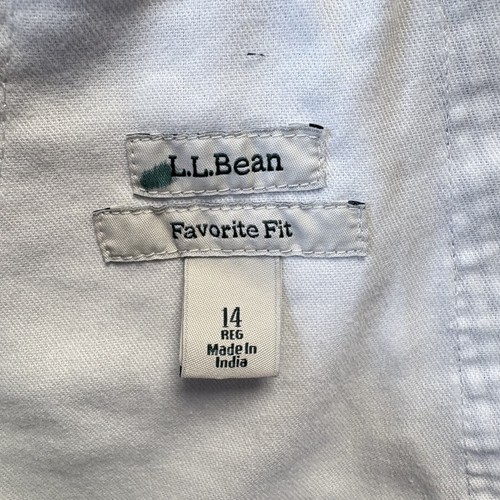 L.L.Bean
Favorite Fit
14
REG
Made In
India